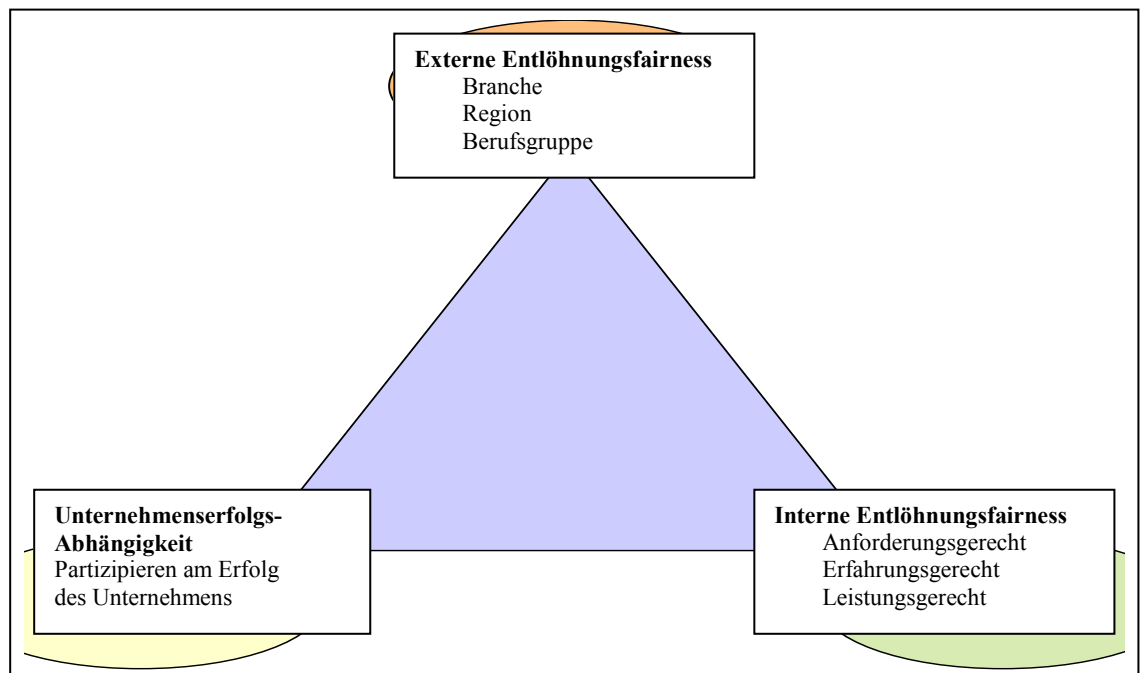 Externe Entlöhnungsfairness
Branche
Region
Berufsgruppe
Unternehmenserfolgs-
Abhängigkeit
Partizipieren am Erfolg
des Unternehmens
Interne Entlöhnungsfairness
Anforderungsgerecht
Erfahrungsgerecht
Leistungsgerecht